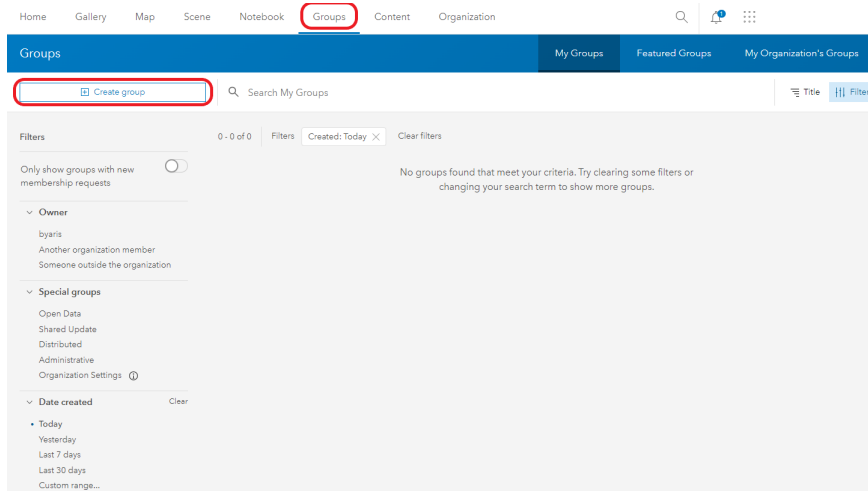 Home Gallery Map Scene Notebook Groups Content Organization
1
Groups My Groups Featured Groups My Organization's Groups
Create group Search My Groups Title Filter
Filters 0 - 0 of 0 Filters Created: Today Clear filters
Only show groups with new
membership requests
No groups found that meet your criteria. Try clearing some filters or
changing your search term to show more groups.
Owner
byaris
Another organization member
Someone outside the organization
Special groups
Open Data
Shared Update
Distributed
Administrative
Organization Settings
Date created Clear
Today
Yesterday
Last 7 days
Last 30 days
Custom range...